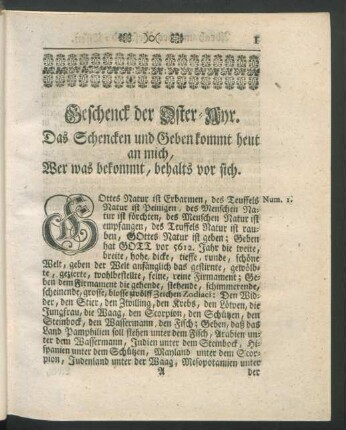 1
Geschenck der Oster-Ayr.
Das Schencken und Geben kommt heut
an mich,
Wer was bekommt, behalts vor sich.
GOttes Natur ist Erbarmen, des Teuffels Num. 1.
Natur ist Peinigen, des Menschen Na-
tur ist förchten, des Menschen Natur ist
empfangen, des Teuffels Natur ist rau-
ben, GOttes Natur ist geben; Geben
hat GOTT vor 5612. Jahr die weite,
breite, hohe, dicke, tieffe, runde, schöne
Welt, geben der Welt anfänglich das gestirnte, gewölb-
te, gezierte, wohlbestellte, feine, reine Firmament; Ge-
ben dem Firmament die gehende, stehende, schimmerende,
scheinende, grosse, blosse zwölff Zeichen Zodiaci: Den Wid-
der, den Stier, den Zwilling, den Krebs, den Löwen, die
Jungfrau, die Waag, den Scorpion, den Schützen, den
Steinbock, den Wassermann, den Fisch: Geben, daß das
Land Pamphilien soll stehen unter dem Fisch, Arabien un-
ter dem Wassermann, Indien unter dem Steinbock, Hi-
spanien unter dem Schützen, Mayland unter dem Scor-
pion, Judenland unter der Waag, Mesopotamien unter
A der